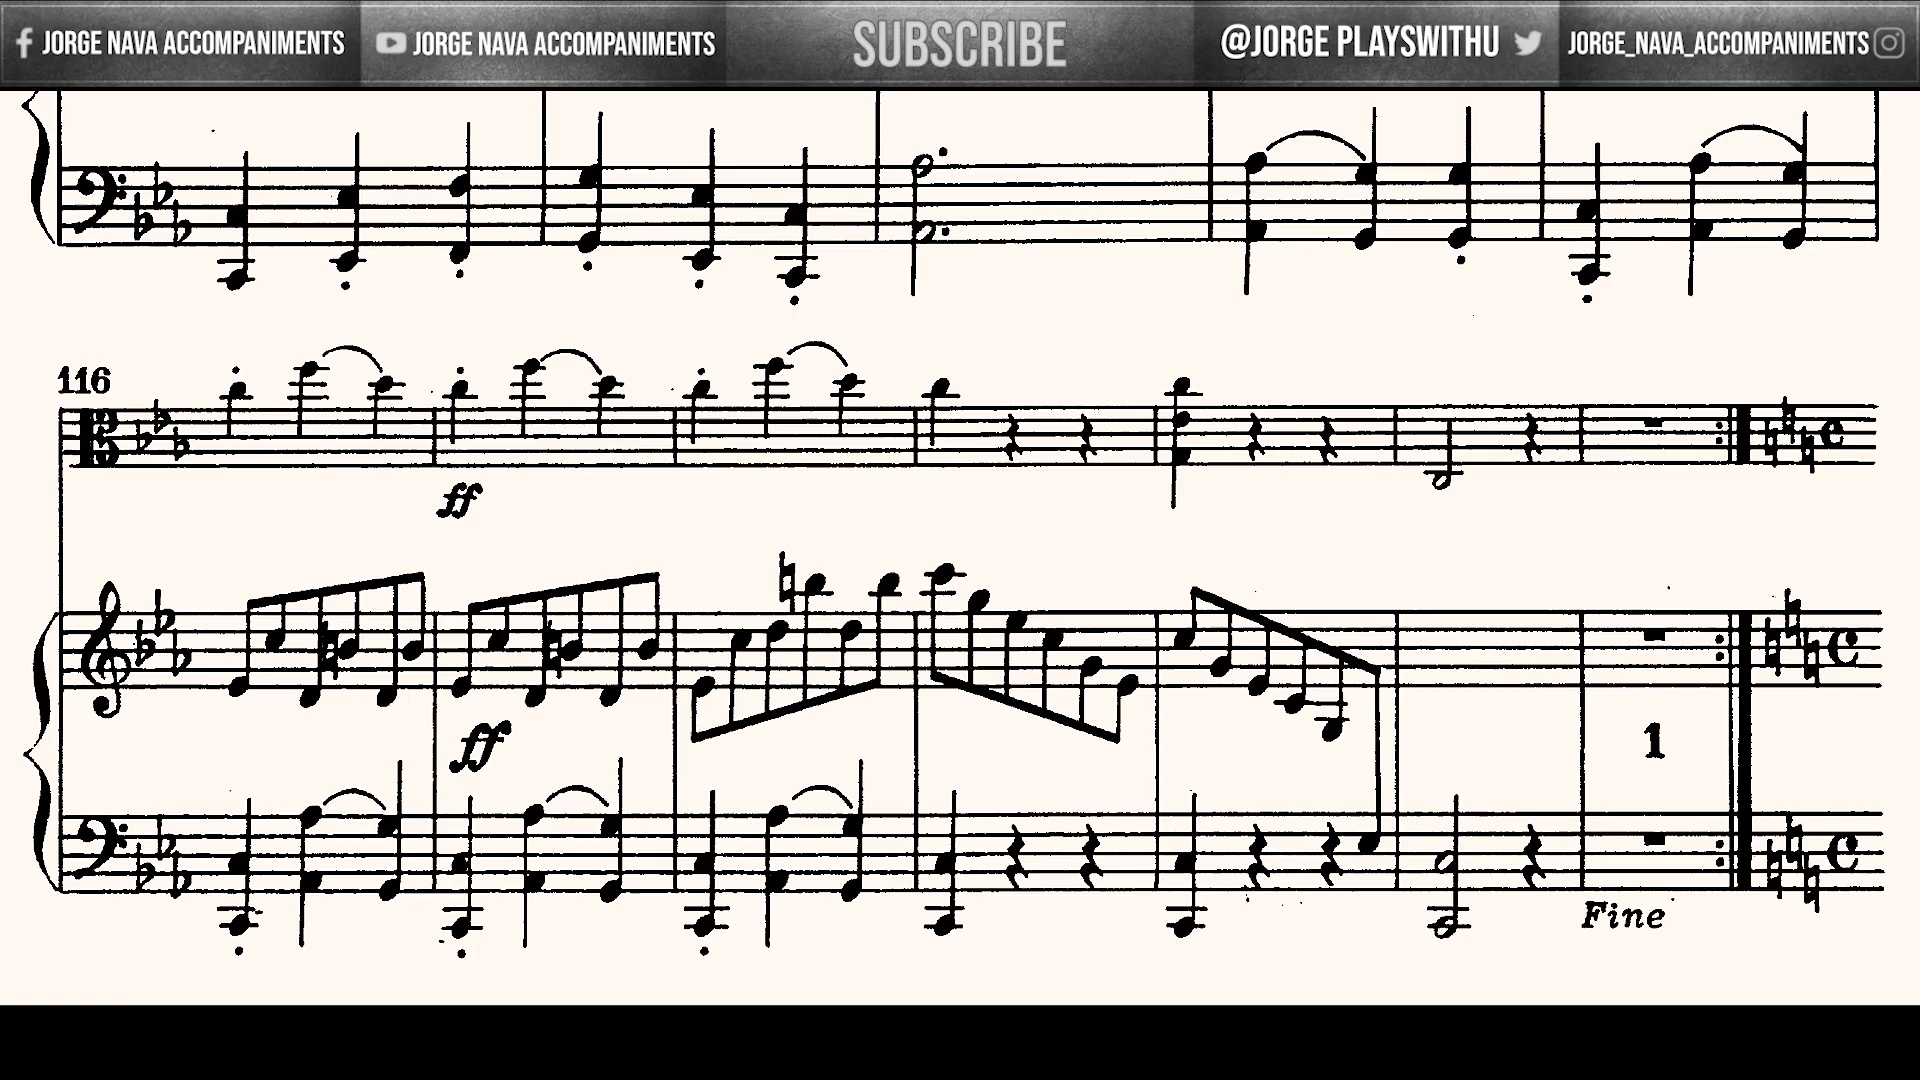 JORGE NAVA ACCOMPANIMENTS
JORGE NAVA ACCOMPANIMENTS
SUBSCRIBE
@JORGE PLAYSWITHU
JORGE_NAVA_ACCOMPANIMENTS
116
ff
ff
1
Fine